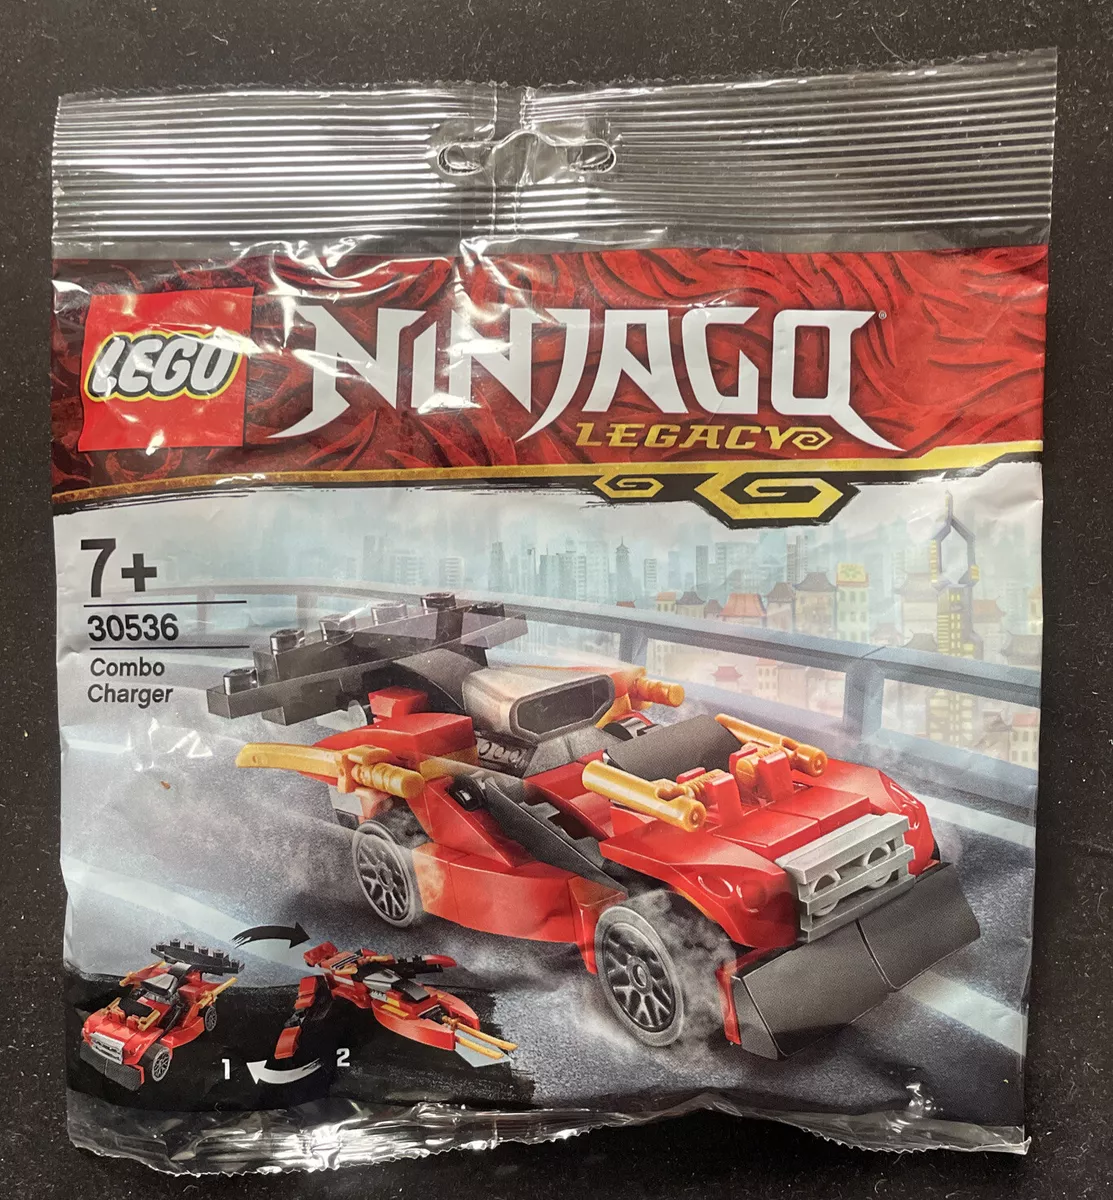 LEGO
NINJAGO®
LEGACY
7+
30536
Combo
Charger
1
2